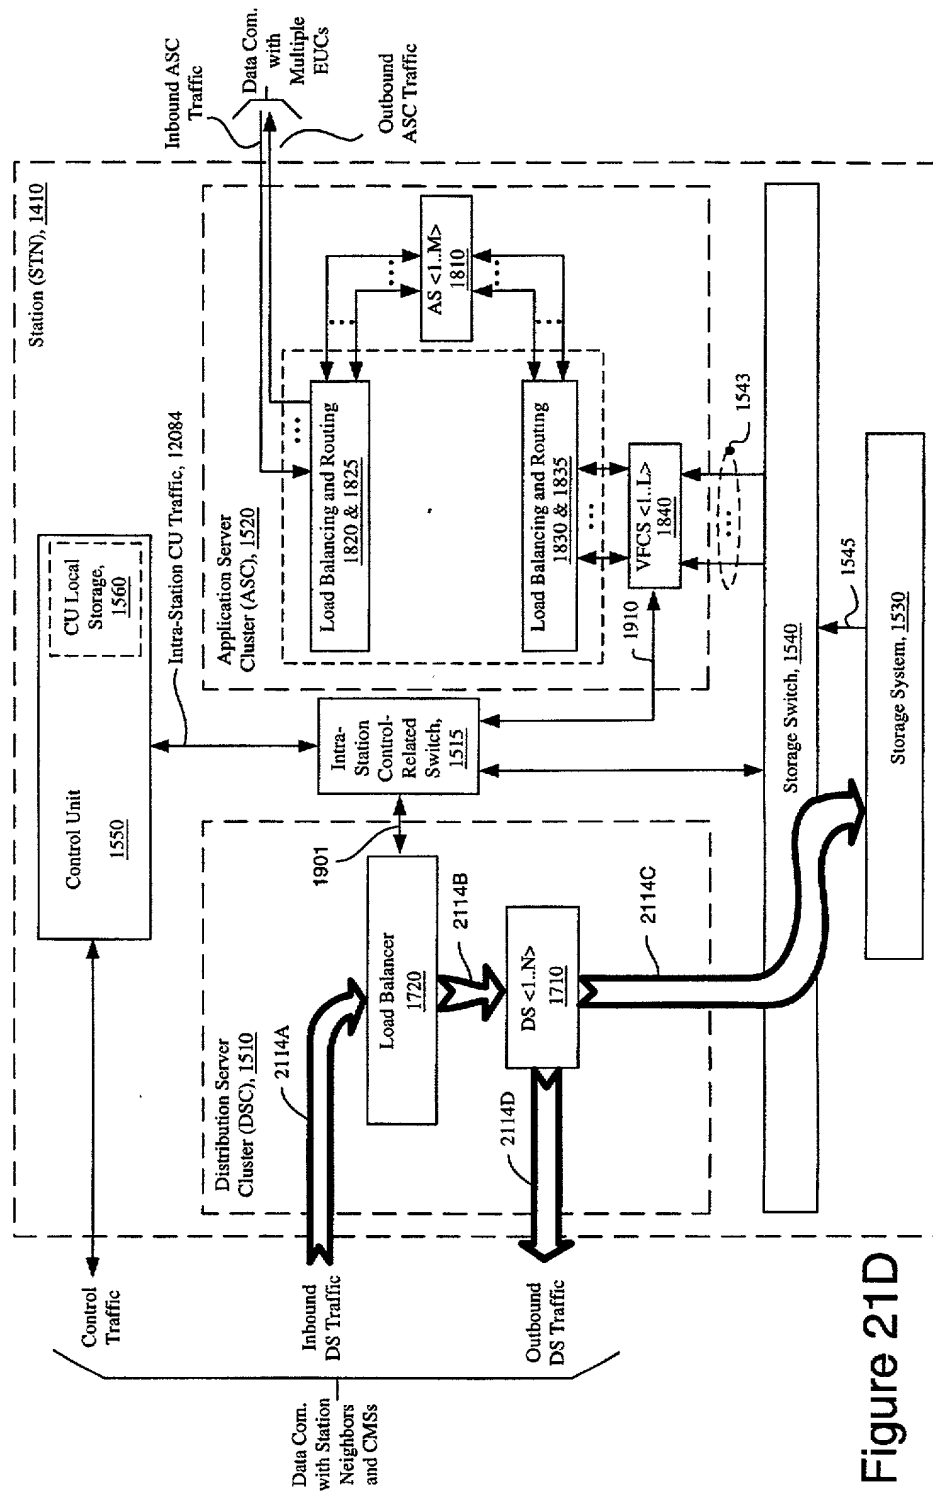 Station (STN), 1410
Control Unit
1550
CU Local
Storage,
1560
Control
Traffic
Intra-Station CU Traffic, 12084
Data Com.
with Station
Neighbors
and CMSs
Inbound
DS Traffic
Outbound
DS Traffic
Distribution Server
Cluster (DSC), 1510
2114A
Load Balancer
1720
2114B
DS <1..N>
1710
2114C
2114D
1901
Intra-
Station
Control-
Related
Switch,
1515
1910
Application Server
Cluster (ASC), 1520
Load Balancing and Routing
1820 & 1825
Load Balancing and Routing
1830 & 1835
AS <1..M>
1810
VFCS <1..L>
1840
1543
Inbound ASC
Traffic
Data Com.
with
Multiple
EUCs
Outbound
ASC Traffic
Storage Switch, 1540
1545
Storage System, 1530
Figure 21D